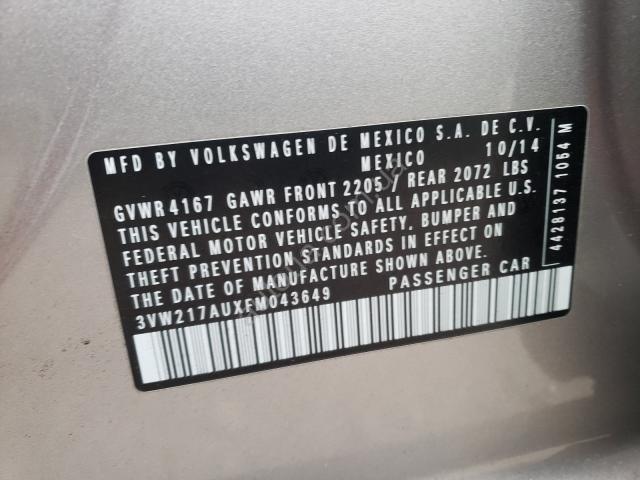 MFD BY VOLKSWAGEN DE MEXICO S.A. DE C.V.
MEXICO 10/14
GVWR 4167 GAWR FRONT 2205 / REAR 2072 LBS
THIS VEHICLE CONFORMS TO ALL APPLICABLE U.S.
FEDERAL MOTOR VEHICLE SAFETY, BUMPER AND
THEFT PREVENTION STANDARDS IN EFFECT ON
THE DATE OF MANUFACTURE SHOWN ABOVE.
3VW217AUXFM043649 PASSENGER CAR
4426137 1054 M